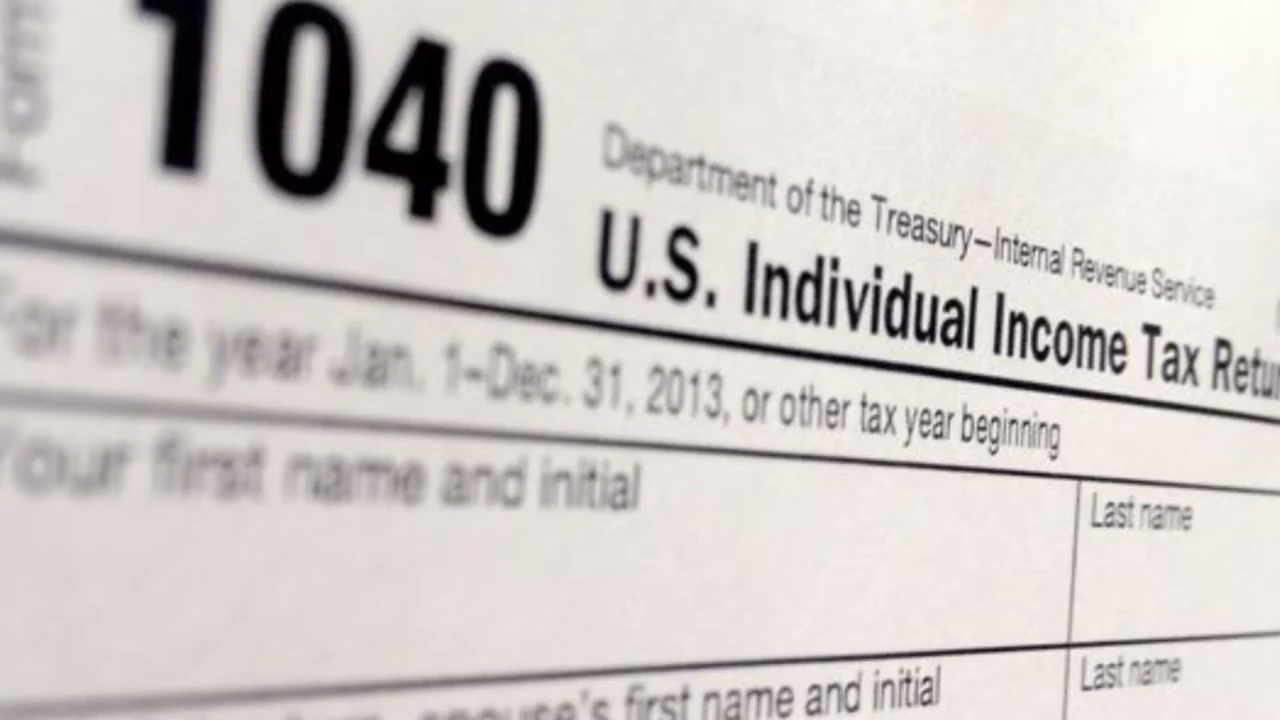 Form 1040
Department of the Treasury—Internal Revenue Service
U.S. Individual Income Tax
For the year Jan. 1–Dec. 31, 2013, or other tax year beginning
Your first name and initial
Last name
spouse's first name and initial
Last name